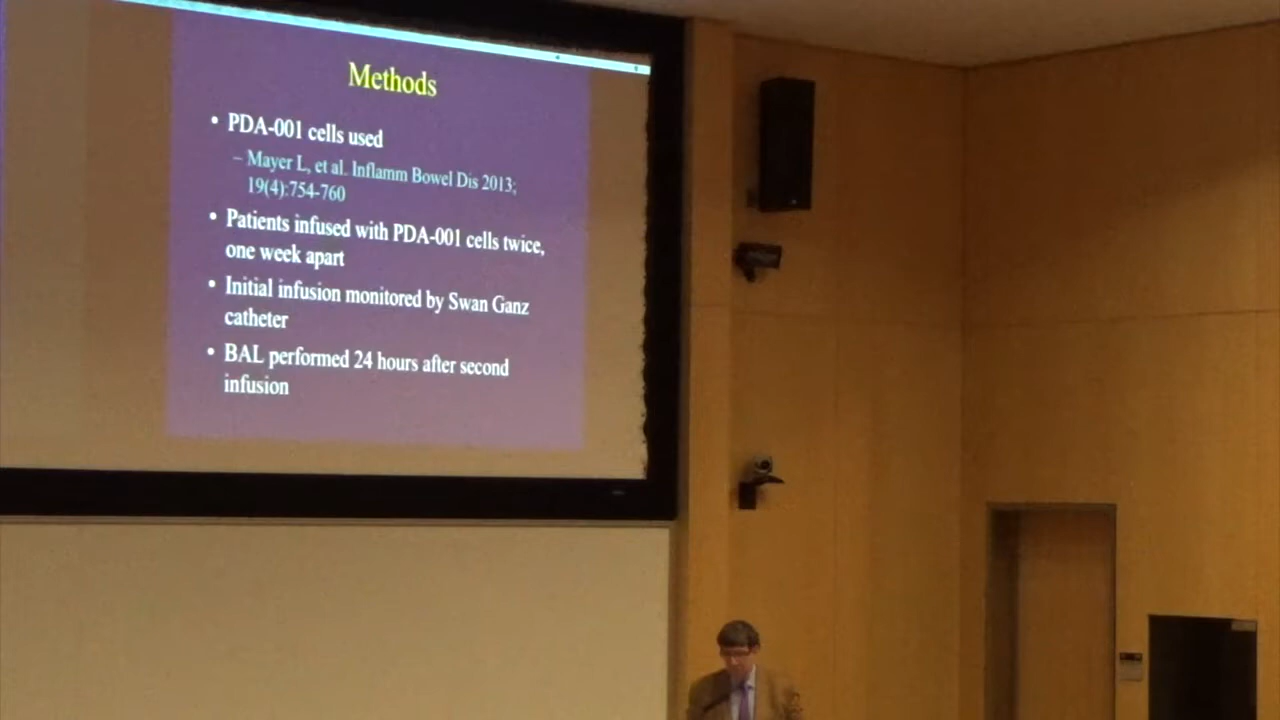 Methods
• PDA-001 cells used
– Mayer L, et al. Inflamm Bowel Dis 2013;
19(4):754-760
• Patients infused with PDA-001 cells twice,
one week apart
• Initial infusion monitored by Swan Ganz
catheter
• BAL performed 24 hours after second
infusion